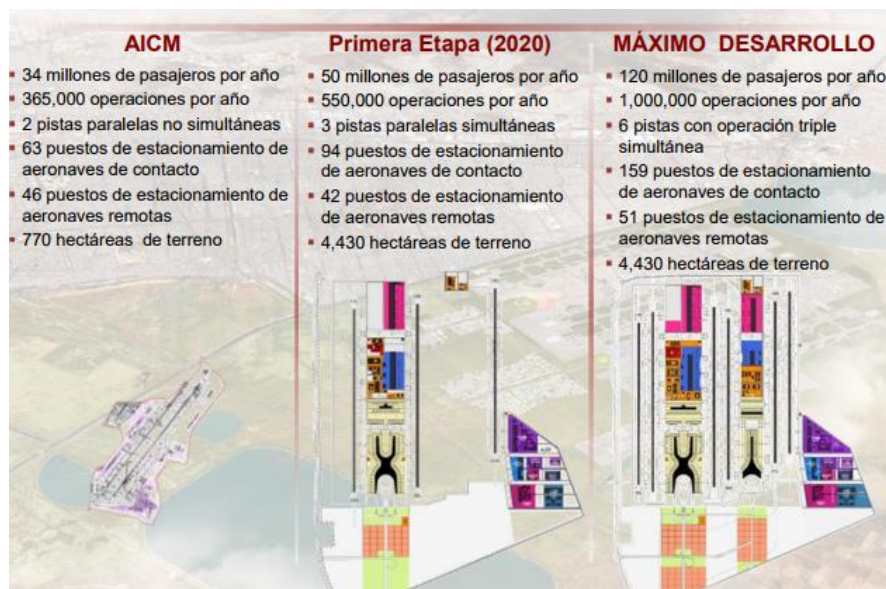 AICM
▪ 34 millones de pasajeros por año
▪ 365,000 operaciones por año
▪ 2 pistas paralelas no simultáneas
▪ 63 puestos de estacionamiento de
aeronaves de contacto
▪ 46 puestos de estacionamiento de
aeronaves remotas
▪ 770 hectáreas de terreno
Primera Etapa (2020)
▪ 50 millones de pasajeros por año
▪ 550,000 operaciones por año
▪ 3 pistas paralelas simultáneas
▪ 94 puestos de estacionamiento
de aeronaves de contacto
▪ 42 puestos de estacionamiento
de aeronaves remotas
▪ 4,430 hectáreas de terreno
MÁXIMO DESARROLLO
▪ 120 millones de pasajeros por año
▪ 1,000,000 operaciones por año
▪ 6 pistas con operación triple
simultánea
▪ 159 puestos de estacionamiento
de aeronaves de contacto
▪ 51 puestos de estacionamiento de
aeronaves remotas
▪ 4,430 hectáreas de terreno